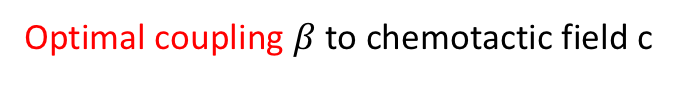 Optimal coupling β to chemotactic field c